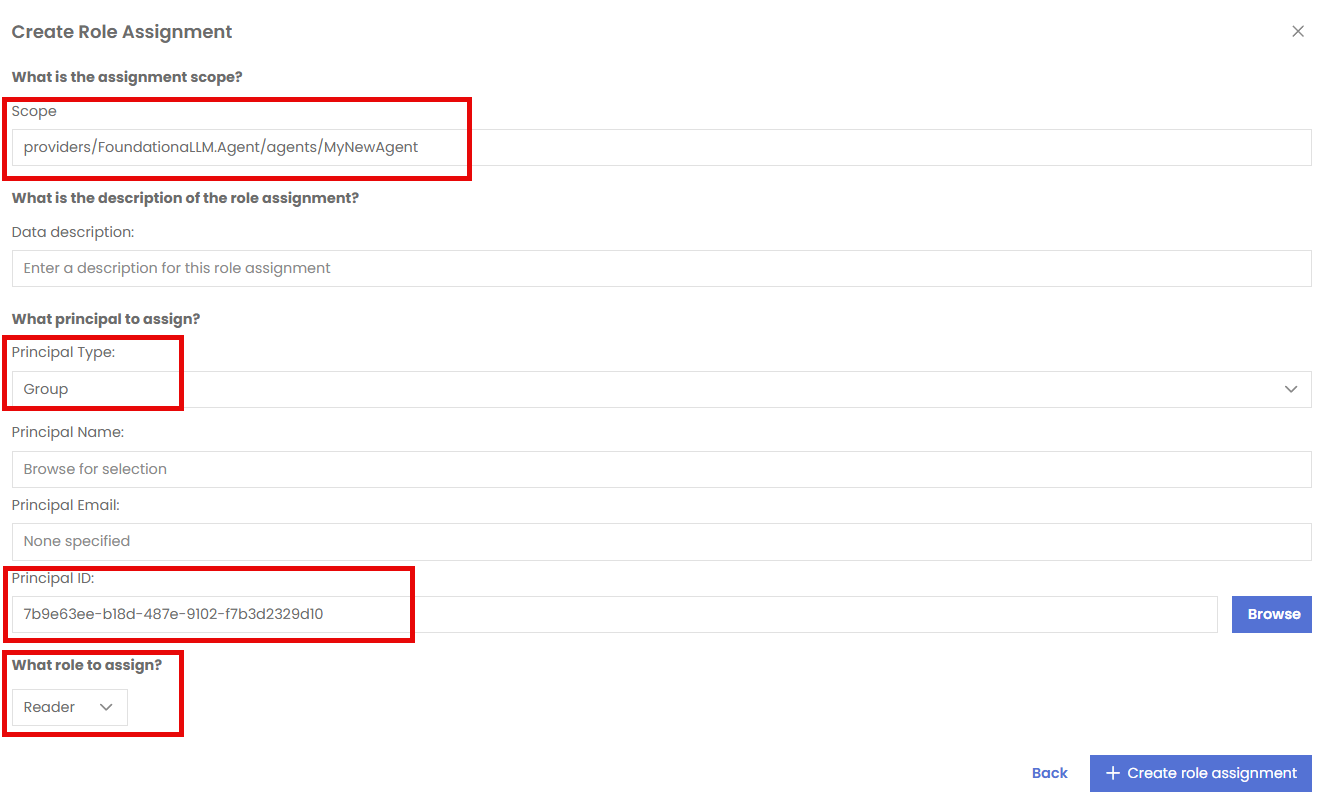 Create Role Assignment
What is the assignment scope?
Scope
providers/FoundationaLLM.Agent/agents/MyNewAgent
What is the description of the role assignment?
Data description:
Enter a description for this role assignment
What principal to assign?
Principal Type:
Group
Principal Name:
Browse for selection
Principal Email:
None specified
Principal ID:
7b9e63ee-b18d-487e-9102-f7b3d2329d10
Browse
What role to assign?
Reader
Back
+ Create role assignment